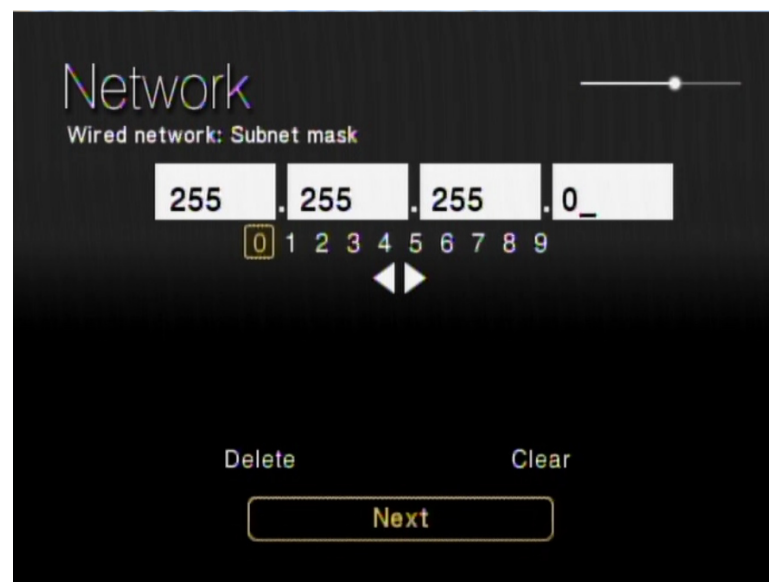 Network
Wired network: Subnet mask
255 . 255 . 255 . 0_
0 1 2 3 4 5 6 7 8 9
Delete Clear
Next